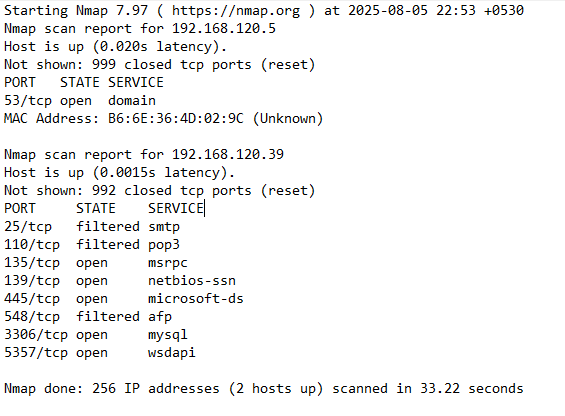 Starting Nmap 7.97 ( https://nmap.org ) at 2025-08-05 22:53 +0530
Nmap scan report for 192.168.120.5
Host is up (0.020s latency).
Not shown: 999 closed tcp ports (reset)
PORT   STATE SERVICE
53/tcp open  domain
MAC Address: B6:6E:36:4D:02:9C (Unknown)

Nmap scan report for 192.168.120.39
Host is up (0.0015s latency).
Not shown: 992 closed tcp ports (reset)
PORT     STATE    SERVICE
25/tcp   filtered smtp
110/tcp  filtered pop3
135/tcp  open     msrpc
139/tcp  open     netbios-ssn
445/tcp  open     microsoft-ds
548/tcp  filtered afp
3306/tcp open     mysql
5357/tcp open     wsdapi

Nmap done: 256 IP addresses (2 hosts up) scanned in 33.22 seconds